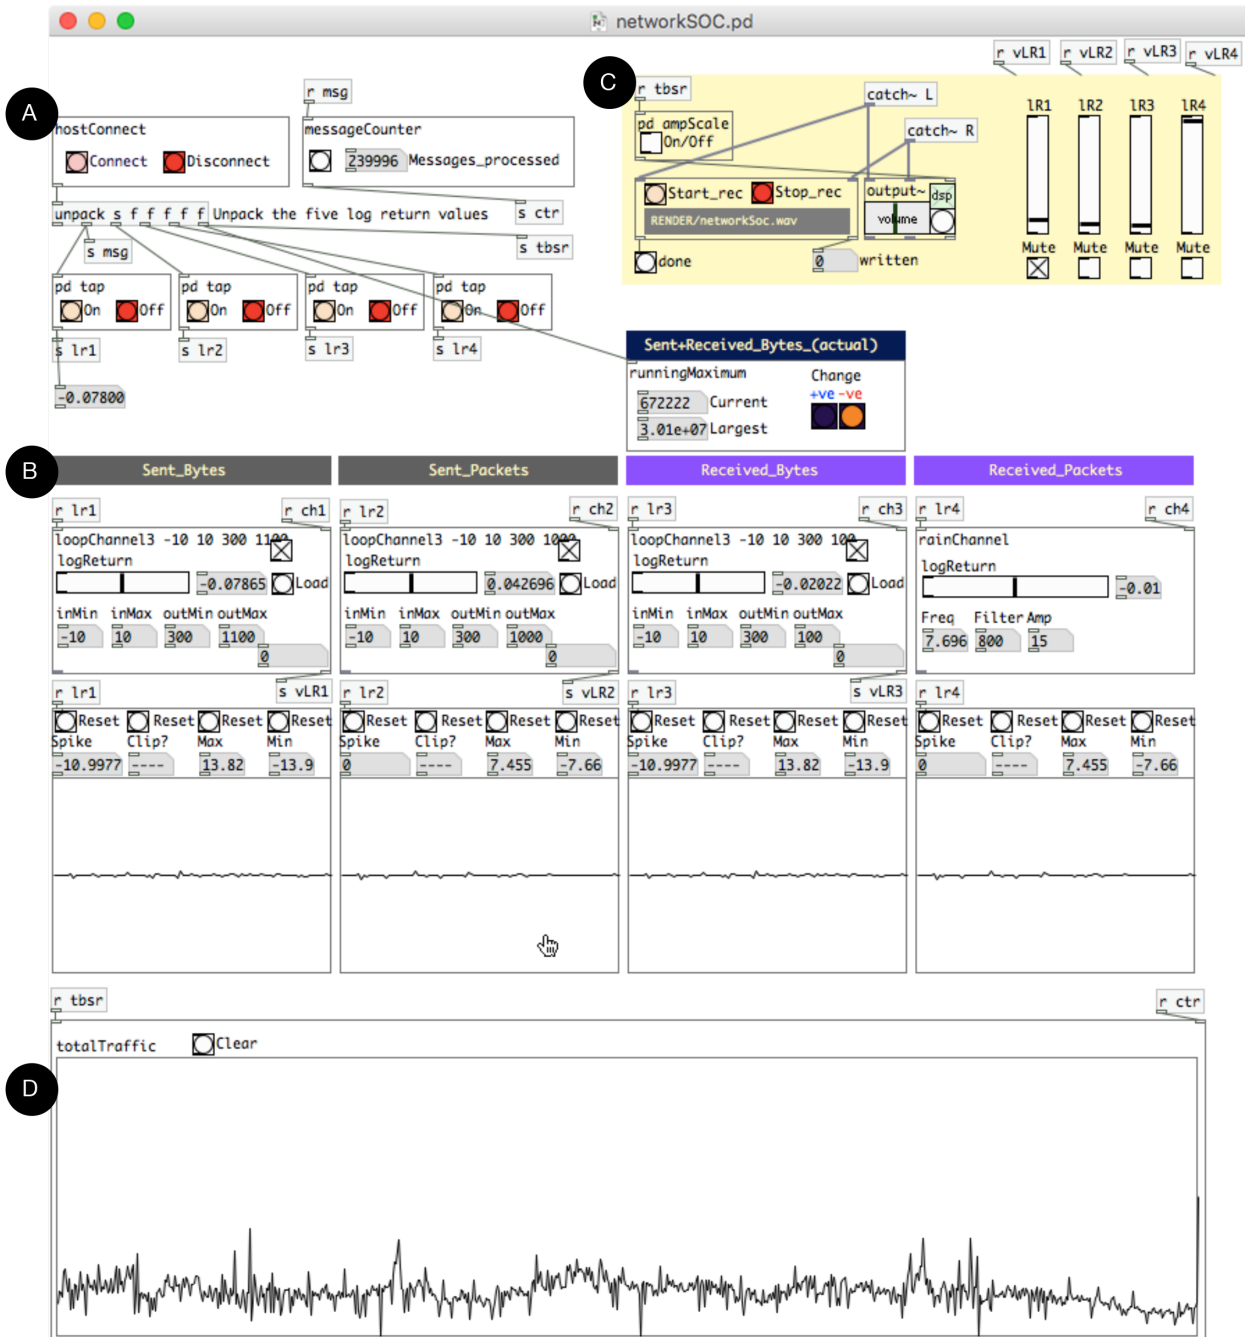 networkSOC.pd
r vLR1 r vLR2 r vLR3 r vLR4
A
r msg
hostConnect
Connect Disconnect
messageCounter
239996 Messages_processed
unpack s f f f f f Unpack the five log return values
s ctr
s msg
s tbsr
pd tap pd tap pd tap pd tap
On Off On Off On Off On Off
s lr1 s lr2 s lr3 s lr4
-0.07800
C
r tbsr
catch~ L
pd ampScale
On/Off
catch~ R
Start_rec Stop_rec
RENDER/networkSoc.wav
output~ dsp
volume
done
0 written
lR1 lR2 lR3 lR4
Mute Mute Mute Mute
Sent+Received_Bytes_(actual)
runningMaximum Change
+ve -ve
672222 Current
3.01e+07 Largest
B
Sent_Bytes Sent_Packets Received_Bytes Received_Packets
r lr1 r ch1 r lr2 r ch2 r lr3 r ch3 r lr4 r ch4
loopChannel3 -10 10 300 1100
logReturn
-0.07865 Load
inMin inMax outMin outMax
-10 10 300 1100
0
loopChannel3 -10 10 300 1000
logReturn
0.042696 Load
inMin inMax outMin outMax
-10 10 300 1000
0
loopChannel3 -10 10 300 100
logReturn
-0.02022 Load
inMin inMax outMin outMax
-10 10 300 100
0
rainChannel
logReturn
-0.01
Freq Filter Amp
7.696 800 15
r lr1 s vLR1 r lr2 s vLR2 r lr3 s vLR3 r lr4
Reset Reset Reset Reset
Spike Clip? Max Min
-10.9977 ---- 13.82 -13.9
Reset Reset Reset Reset
Spike Clip? Max Min
0 ---- 7.455 -7.66
Reset Reset Reset Reset
Spike Clip? Max Min
-10.9977 ---- 13.82 -13.9
Reset Reset Reset Reset
Spike Clip? Max Min
0 ---- 7.455 -7.66
r tbsr r ctr
totalTraffic Clear
D